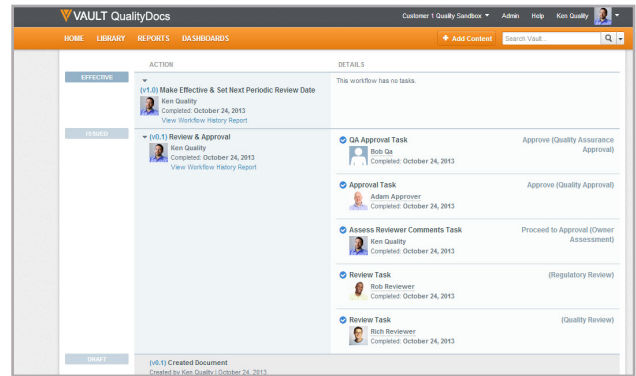 VAULT QualityDocs
Customer 1 Quality Sandbox Admin Help Ken Quality
HOME LIBRARY REPORTS DASHBOARDS
+ Add Content
Search Vault...
ACTION DETAILS
EFFECTIVE
(v1.0) Make Effective & Set Next Periodic Review Date
Ken Quality
Completed: October 24, 2013
View Workflow History Report
This workflow has no tasks.
ISSUED
(v0.1) Review & Approval
Ken Quality
Completed: October 24, 2013
View Workflow History Report
QA Approval Task
Bob Qa
Completed: October 24, 2013
Approve (Quality Assurance
Approval)
Approval Task
Adam Approver
Completed: October 24, 2013
Approve (Quality Approval)
Assess Reviewer Comments Task
Ken Quality
Completed: October 24, 2013
Proceed to Approval (Owner
Assessment)
Review Task
Rob Reviewer
Completed: October 24, 2013
(Regulatory Review)
Review Task
Rich Reviewer
Completed: October 24, 2013
(Quality Review)
DRAFT
(v0.1) Created Document
Created by Ken Quality | October 24, 2013